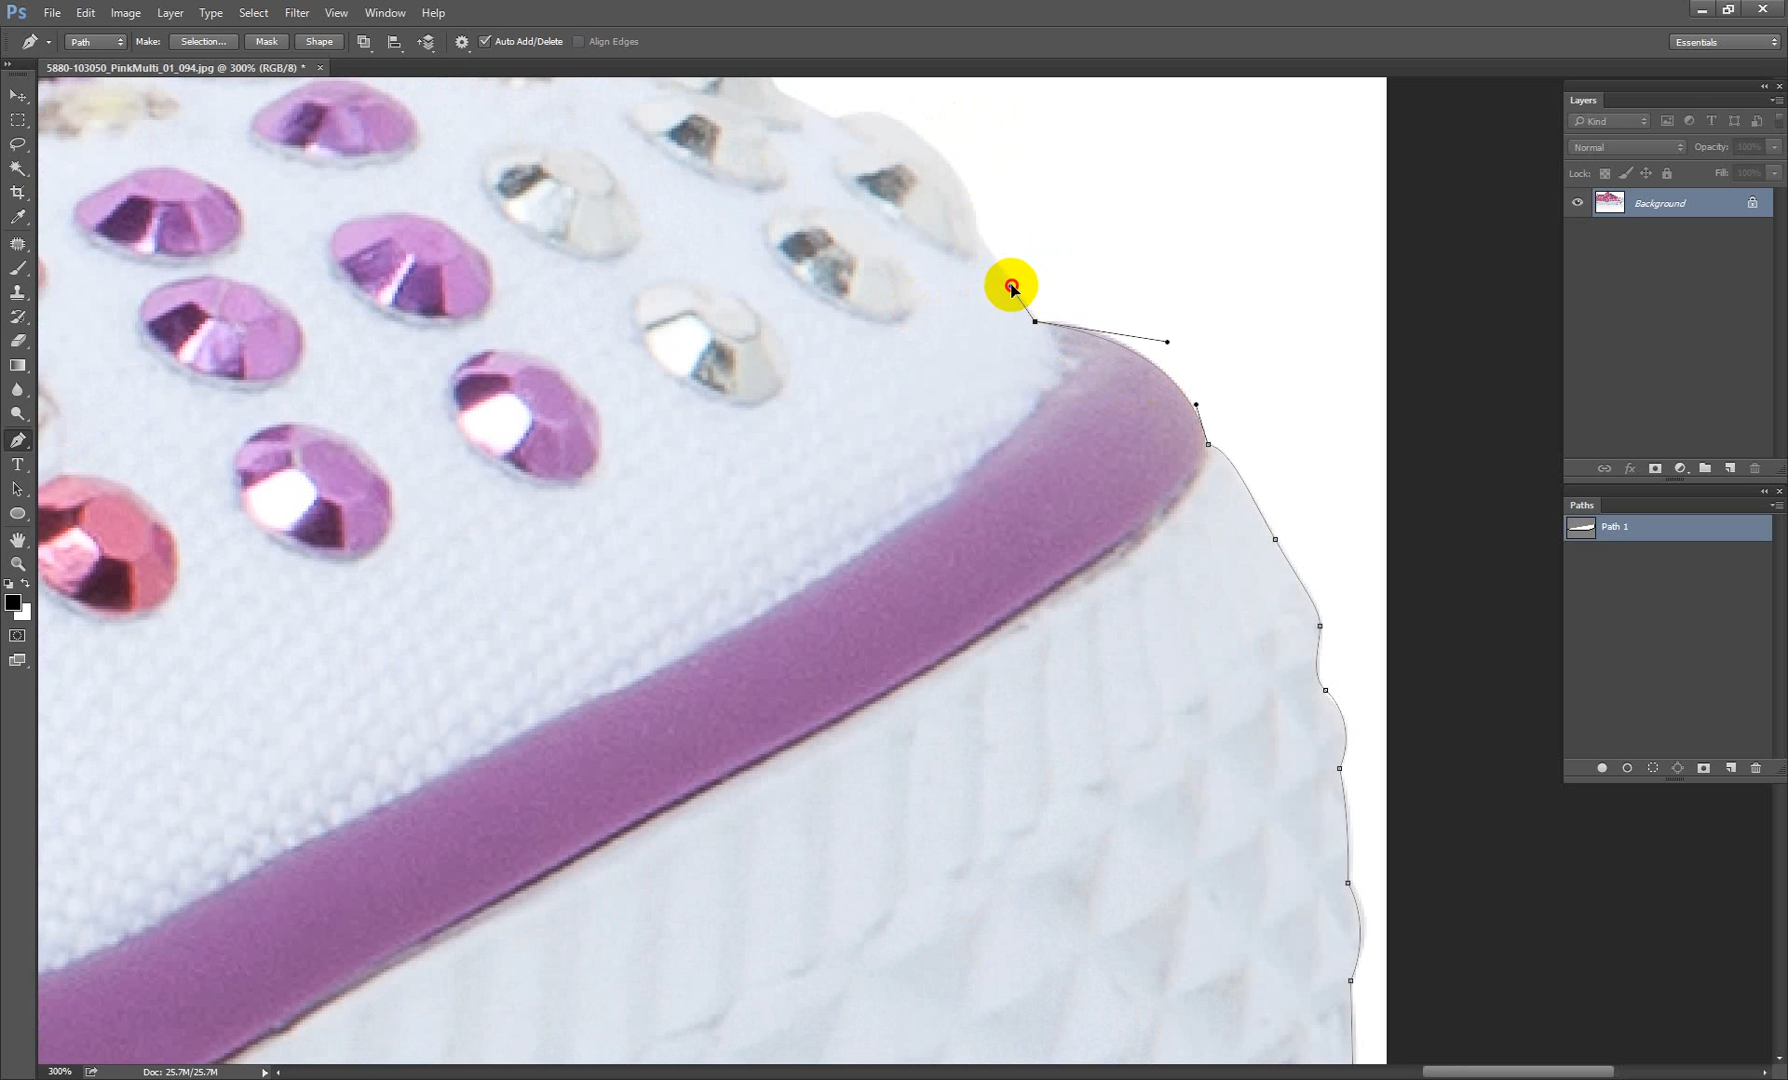 Ps File Edit Image Layer Type Select Filter View Window Help
Path Make: Selection... Mask Shape Auto Add/Delete Align Edges Essentials
5880-103050_PinkMulti_01_094.jpg @ 300% (RGB/8) * ×
Layers
Kind
Normal Opacity: 100%
Lock: Fill: 100%
Background
Paths
Path 1
300% Doc: 25.7M/25.7M